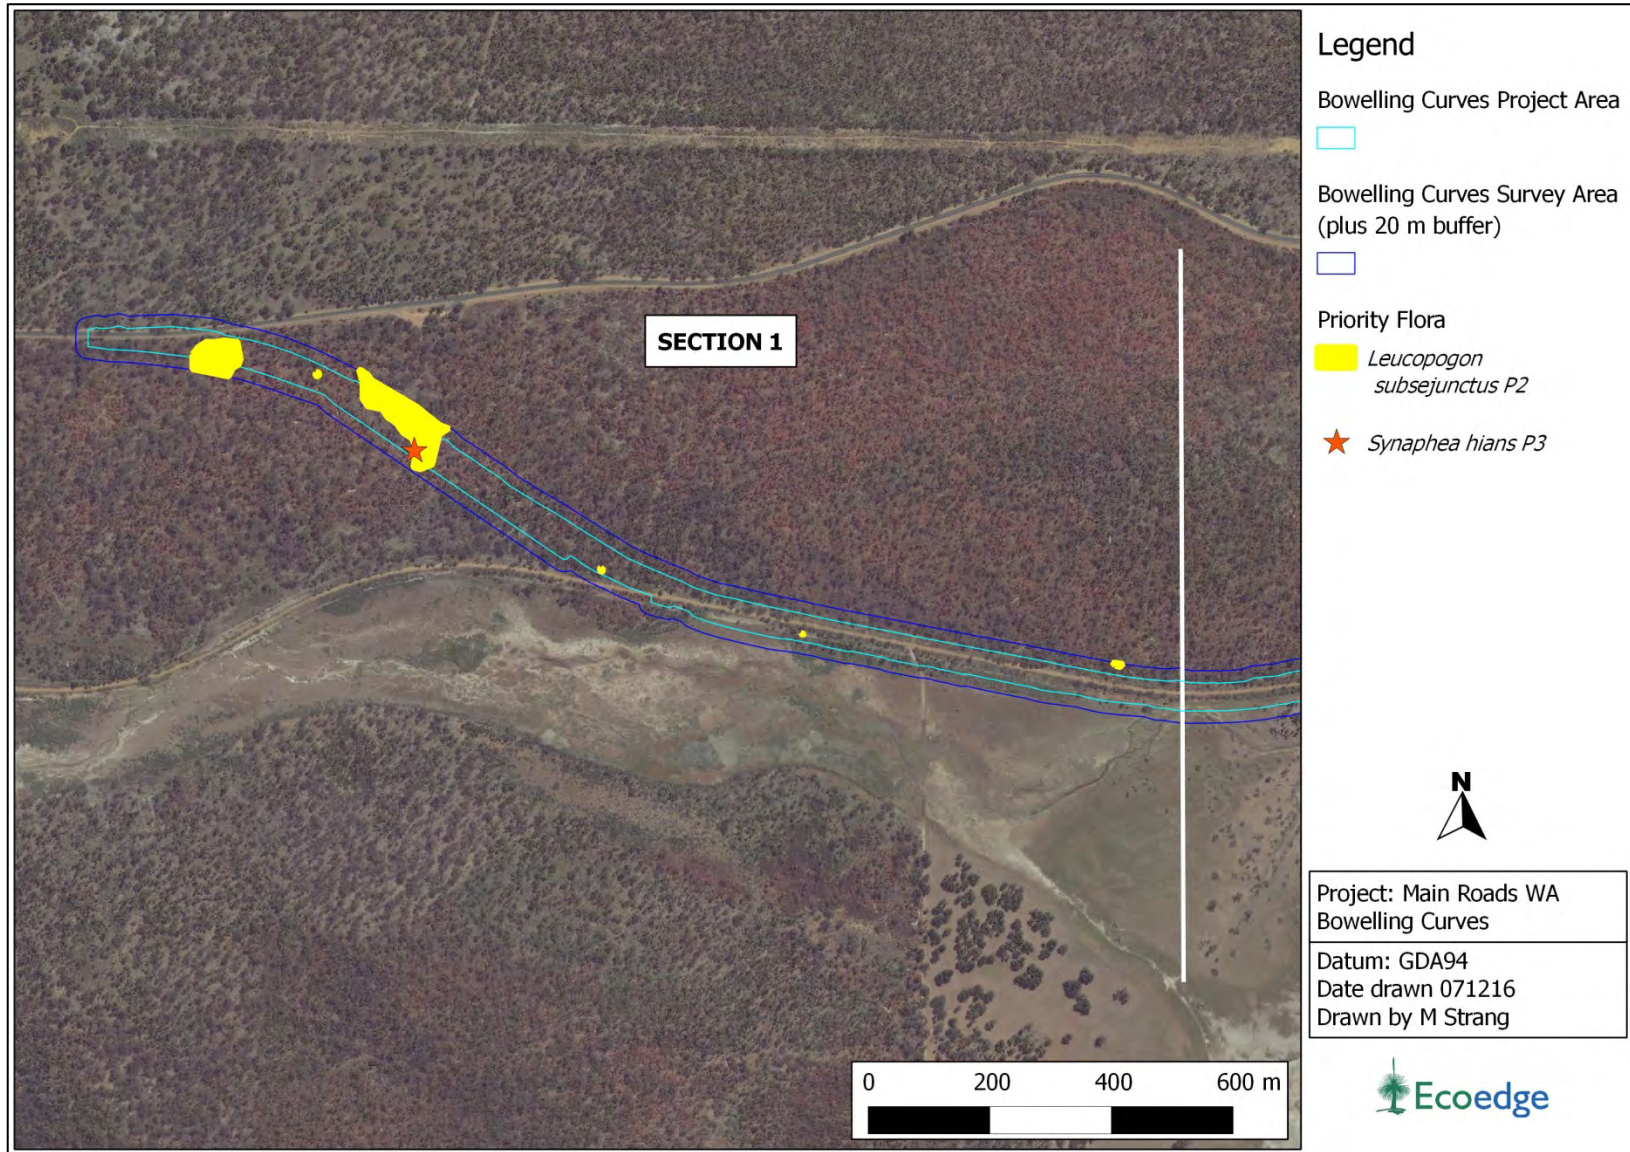 Legend
Bowelling Curves Project Area
Bowelling Curves Survey Area
(plus 20 m buffer)
Priority Flora
Leucopogon
subsejunctus P2
Synaphea hians P3
SECTION 1
N
Project: Main Roads WA
Bowelling Curves
Datum: GDA94
Date drawn 071216
Drawn by M Strang
0 200 400 600 m
Ecoedge